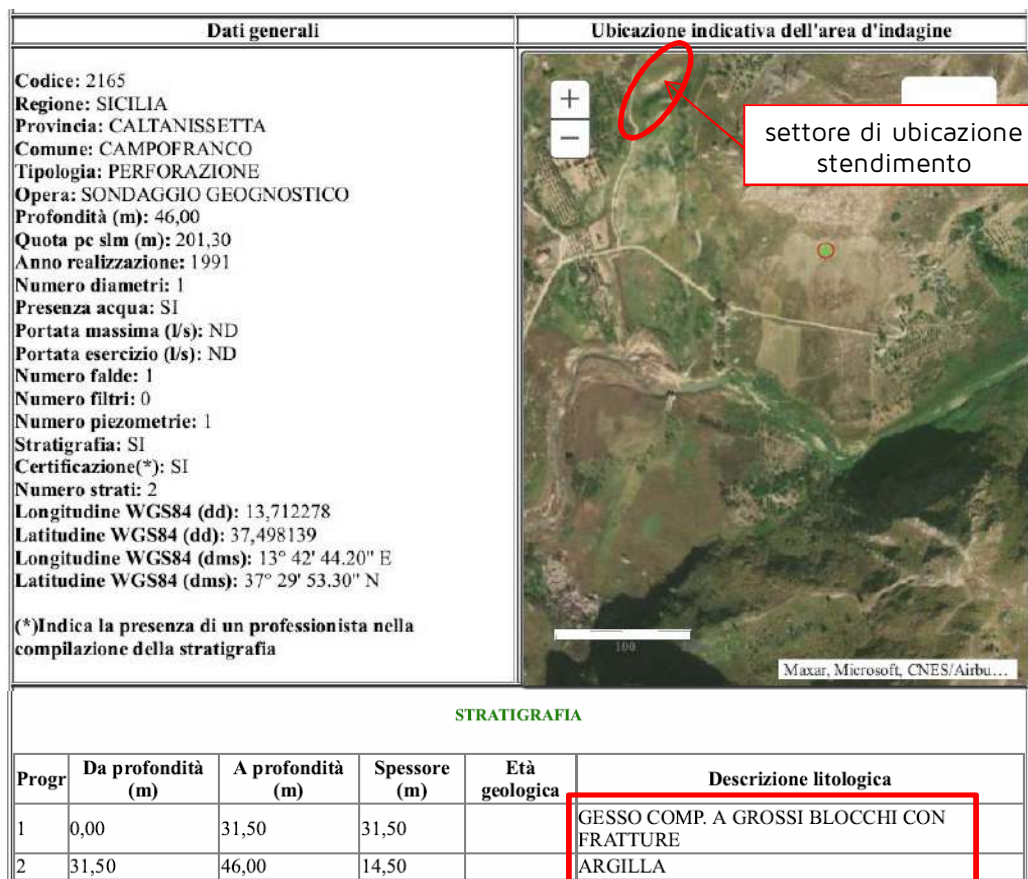 Dati generali
Ubicazione indicativa dell'area d'indagine
Codice: 2165
Regione: SICILIA
Provincia: CALTANISSETTA
Comune: CAMPOFRANCO
Tipologia: PERFORAZIONE
Opera: SONDAGGIO GEOGNOSTICO
Profondità (m): 46,00
Quota pc slm (m): 201,30
Anno realizzazione: 1991
Numero diametri: 1
Presenza acqua: SI
Portata massima (l/s): ND
Portata esercizio (l/s): ND
Numero falde: 1
Numero filtri: 0
Numero piezometrie: 1
Stratigrafia: SI
Certificazione(*): SI
Numero strati: 2
Longitudine WGS84 (dd): 13,712278
Latitudine WGS84 (dd): 37,498139
Longitudine WGS84 (dms): 13° 42' 44.20" E
Latitudine WGS84 (dms): 37° 29' 53.30" N
(*)Indica la presenza di un professionista nella
compilazione della stratigrafia
+
−
settore di ubicazione
stendimento
100
Maxar, Microsoft, CNES/Airbu...
STRATIGRAFIA
Progr Da profondità (m) A profondità (m) Spessore (m) Età geologica Descrizione litologica
1 0,00 31,50 31,50 GESSO COMP. A GROSSI BLOCCHI CON
FRATTURE
2 31,50 46,00 14,50 ARGILLA